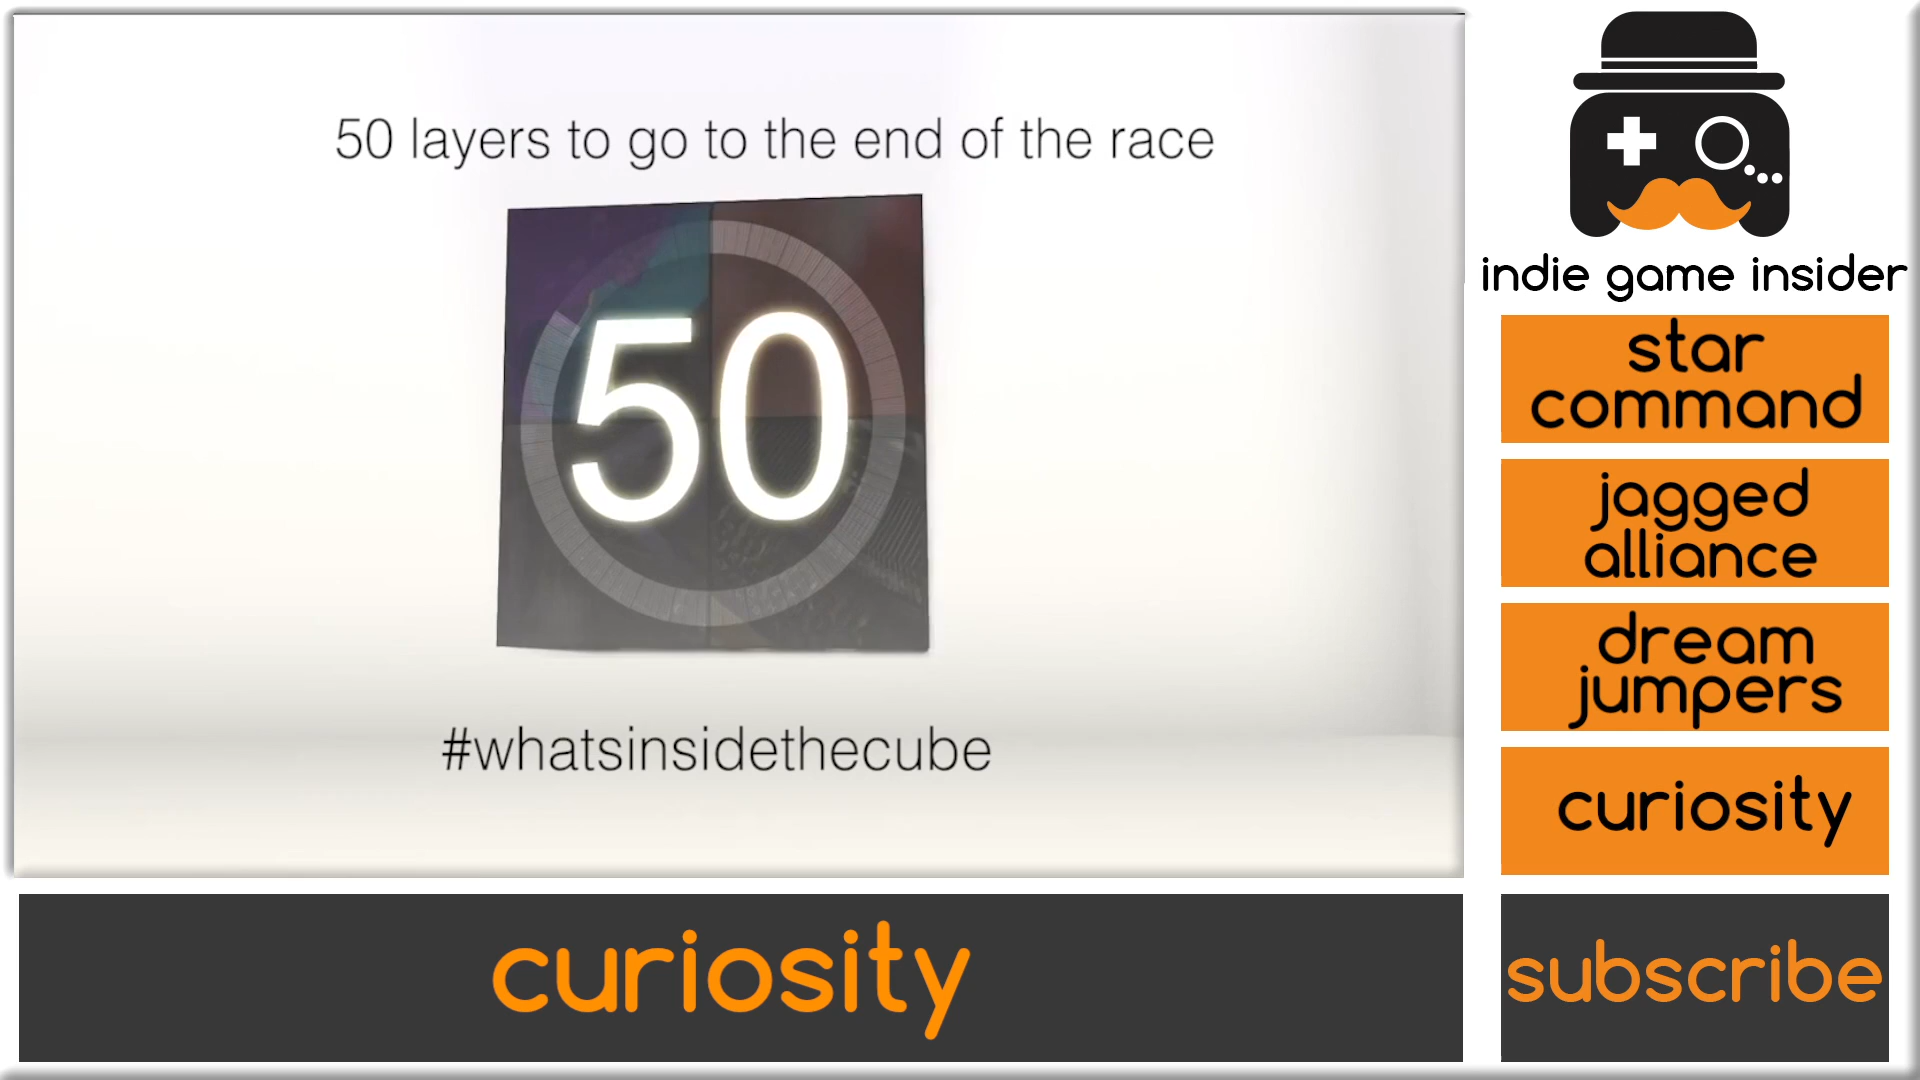 50 layers to go to the end of the race
50
#whatsinsidethecube
curiosity
indie game insider
star
command
jagged
alliance
dream
jumpers
curiosity
subscribe